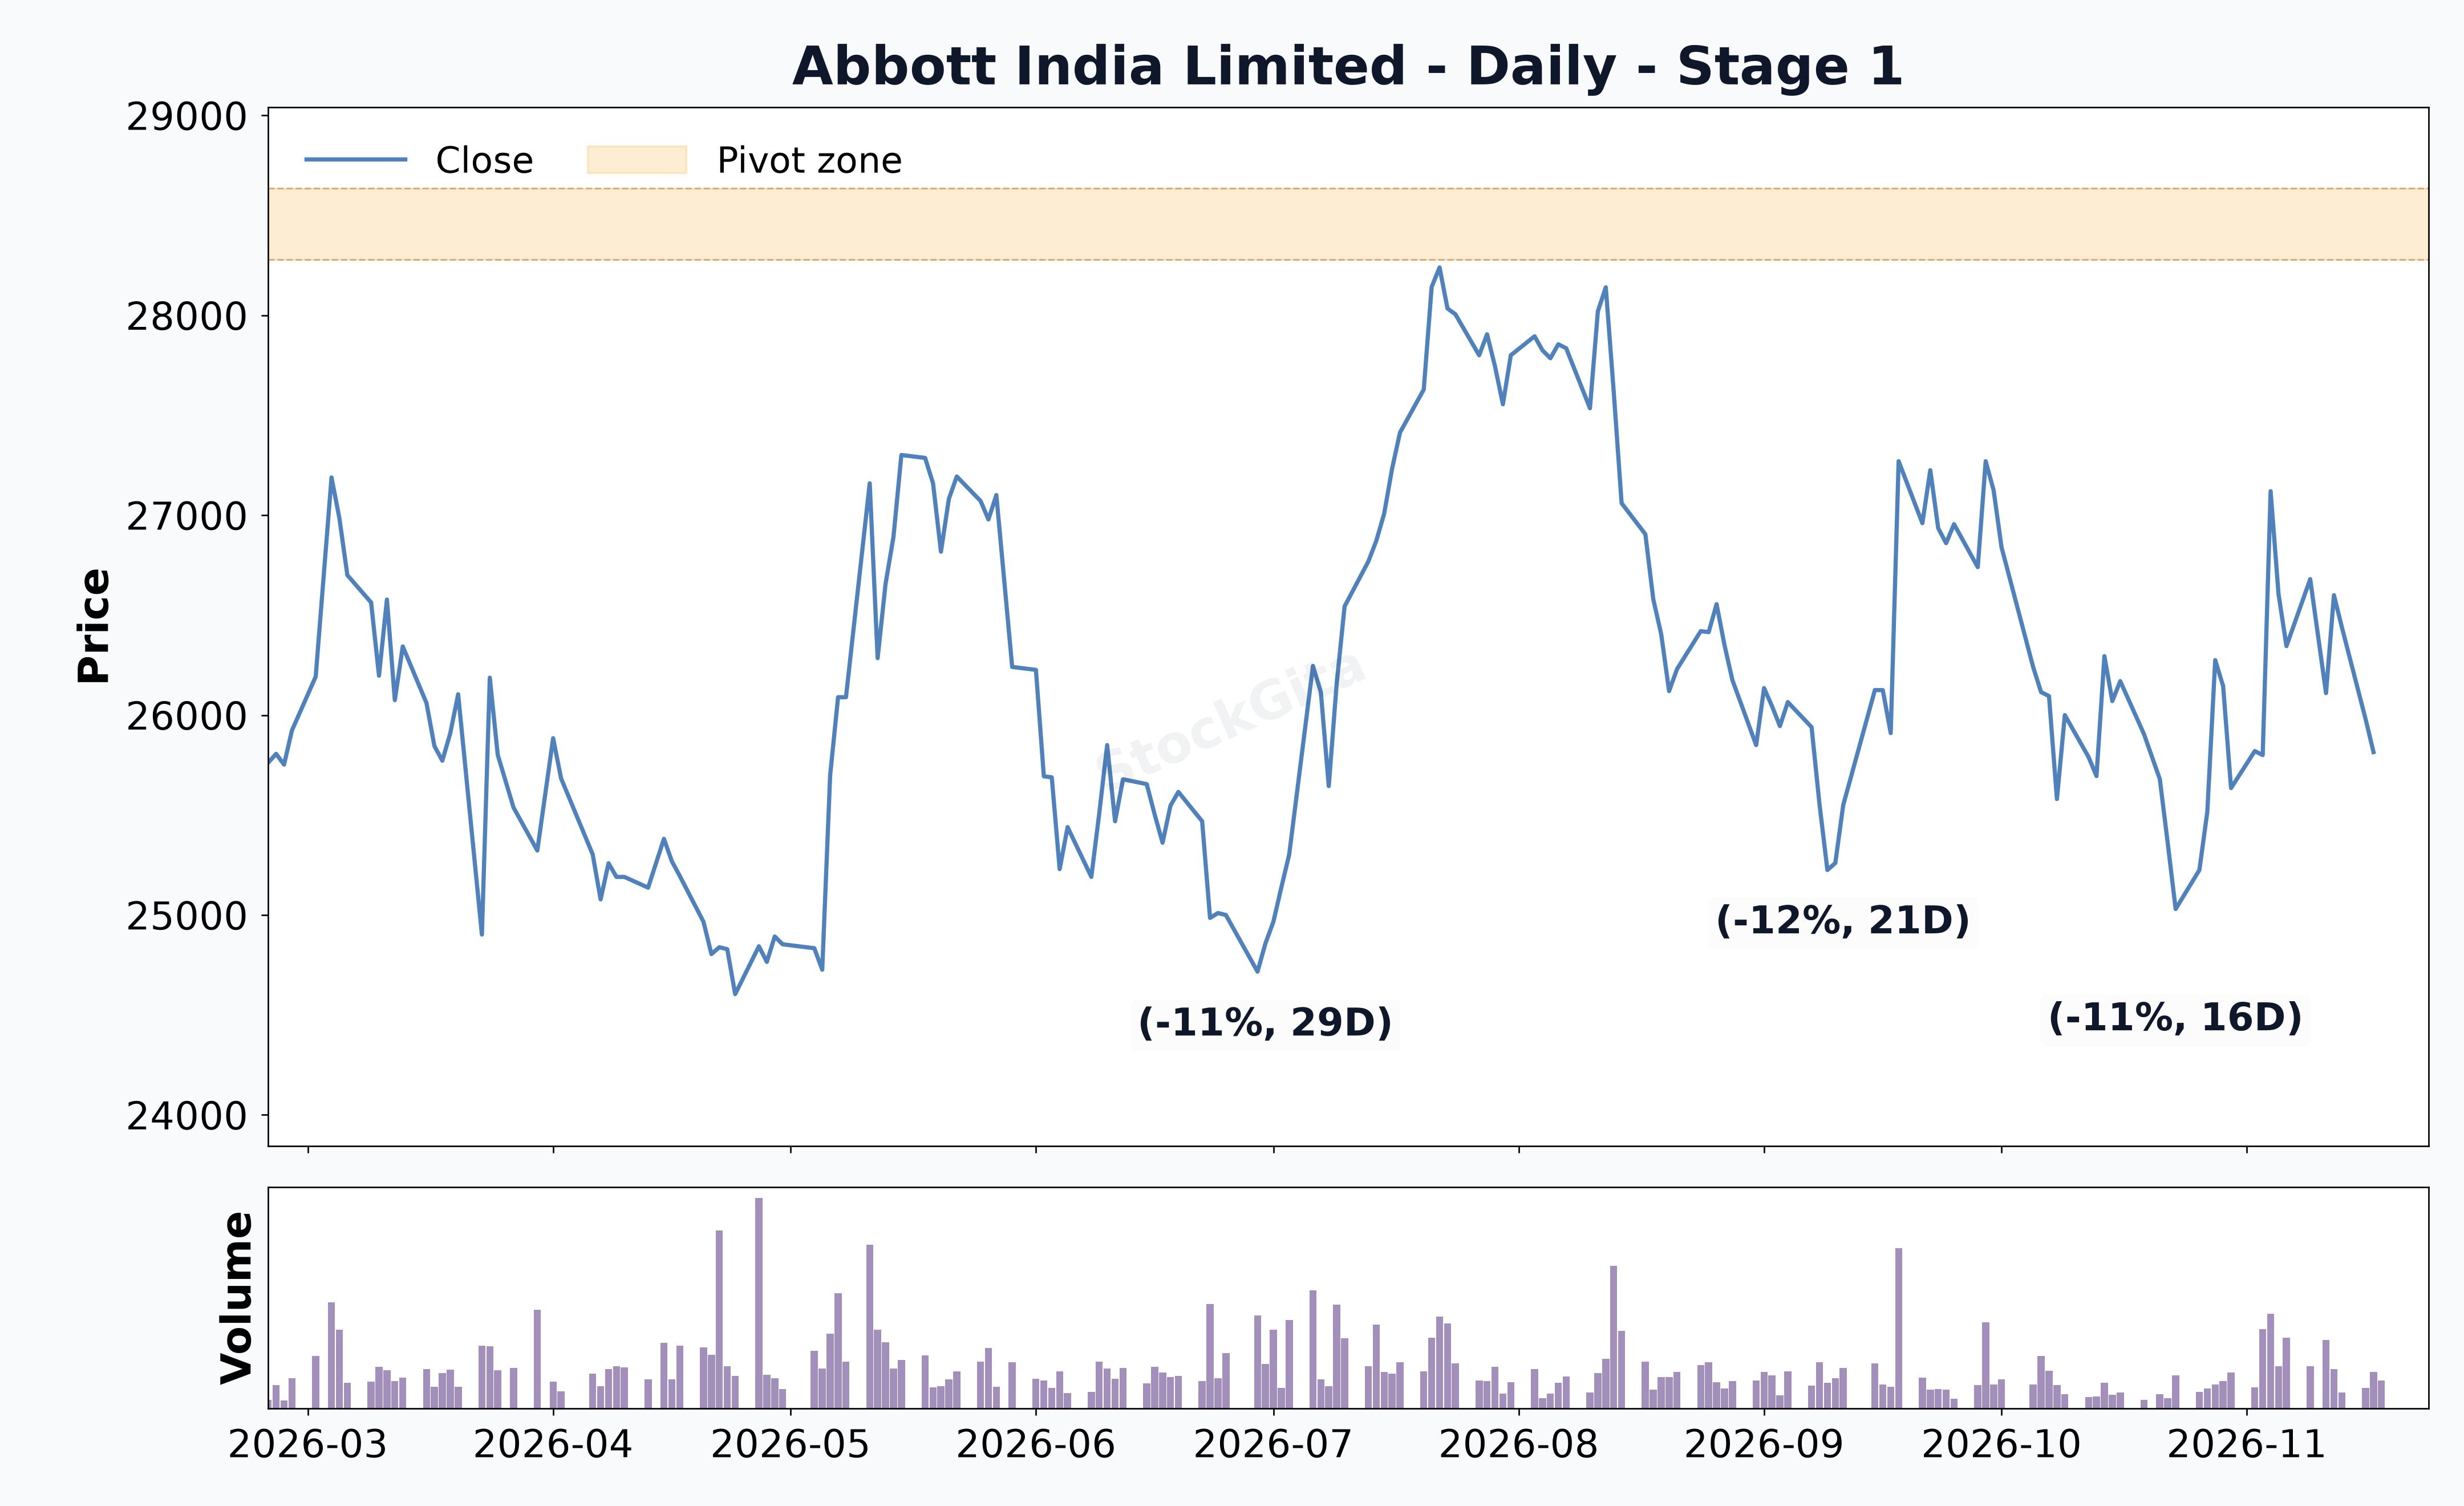 Abbott India Limited - Daily - Stage 1
Close
Pivot zone
Price
29000
28000
27000
26000
25000
24000
StockGita
(-11%, 29D)
(-12%, 21D)
(-11%, 16D)
Volume
2026-03
2026-04
2026-05
2026-06
2026-07
2026-08
2026-09
2026-10
2026-11